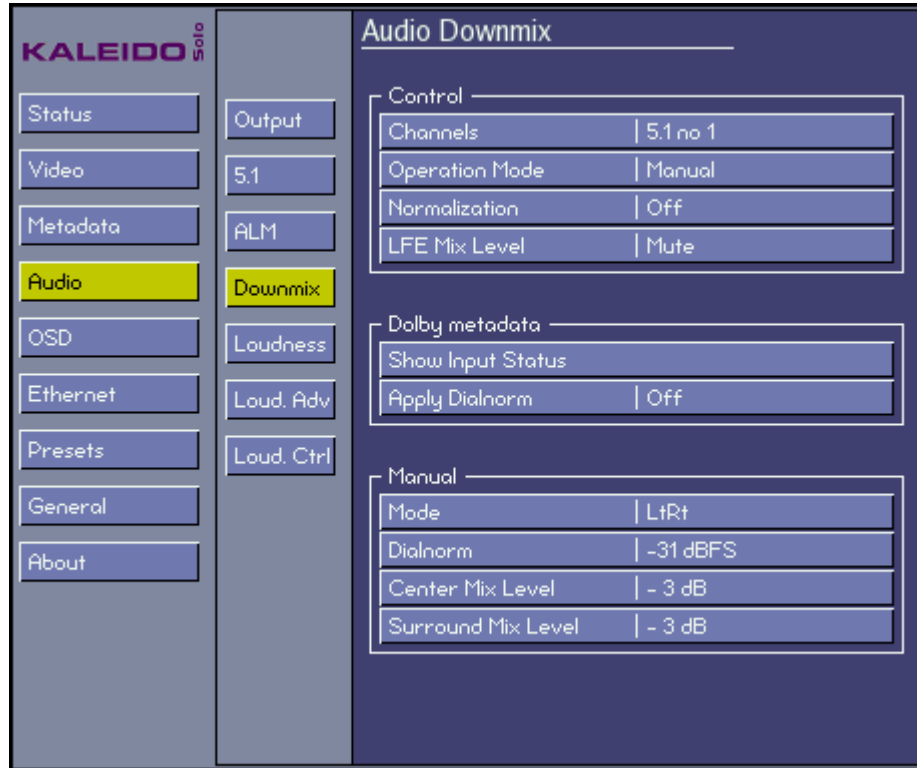 KALEIDO Solo
Status
Video
Metadata
Audio
OSD
Ethernet
Presets
General
About
Output
5.1
ALM
Downmix
Loudness
Loud. Adv
Loud. Ctrl
Audio Downmix
Control
Channels 5.1 no 1
Operation Mode Manual
Normalization Off
LFE Mix Level Mute
Dolby metadata
Show Input Status
Apply Dialnorm Off
Manual
Mode LtRt
Dialnorm -31 dBFS
Center Mix Level - 3 dB
Surround Mix Level - 3 dB